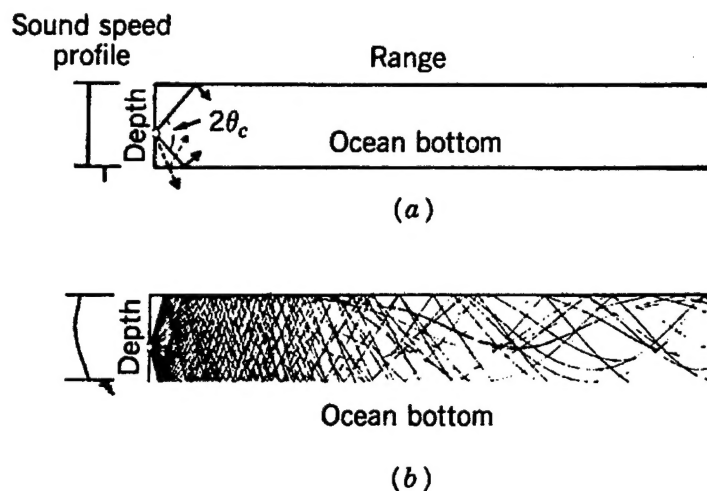 Sound speed
profile
Range
Depth
2θc
Ocean bottom
(a)
Depth
Ocean bottom
(b)